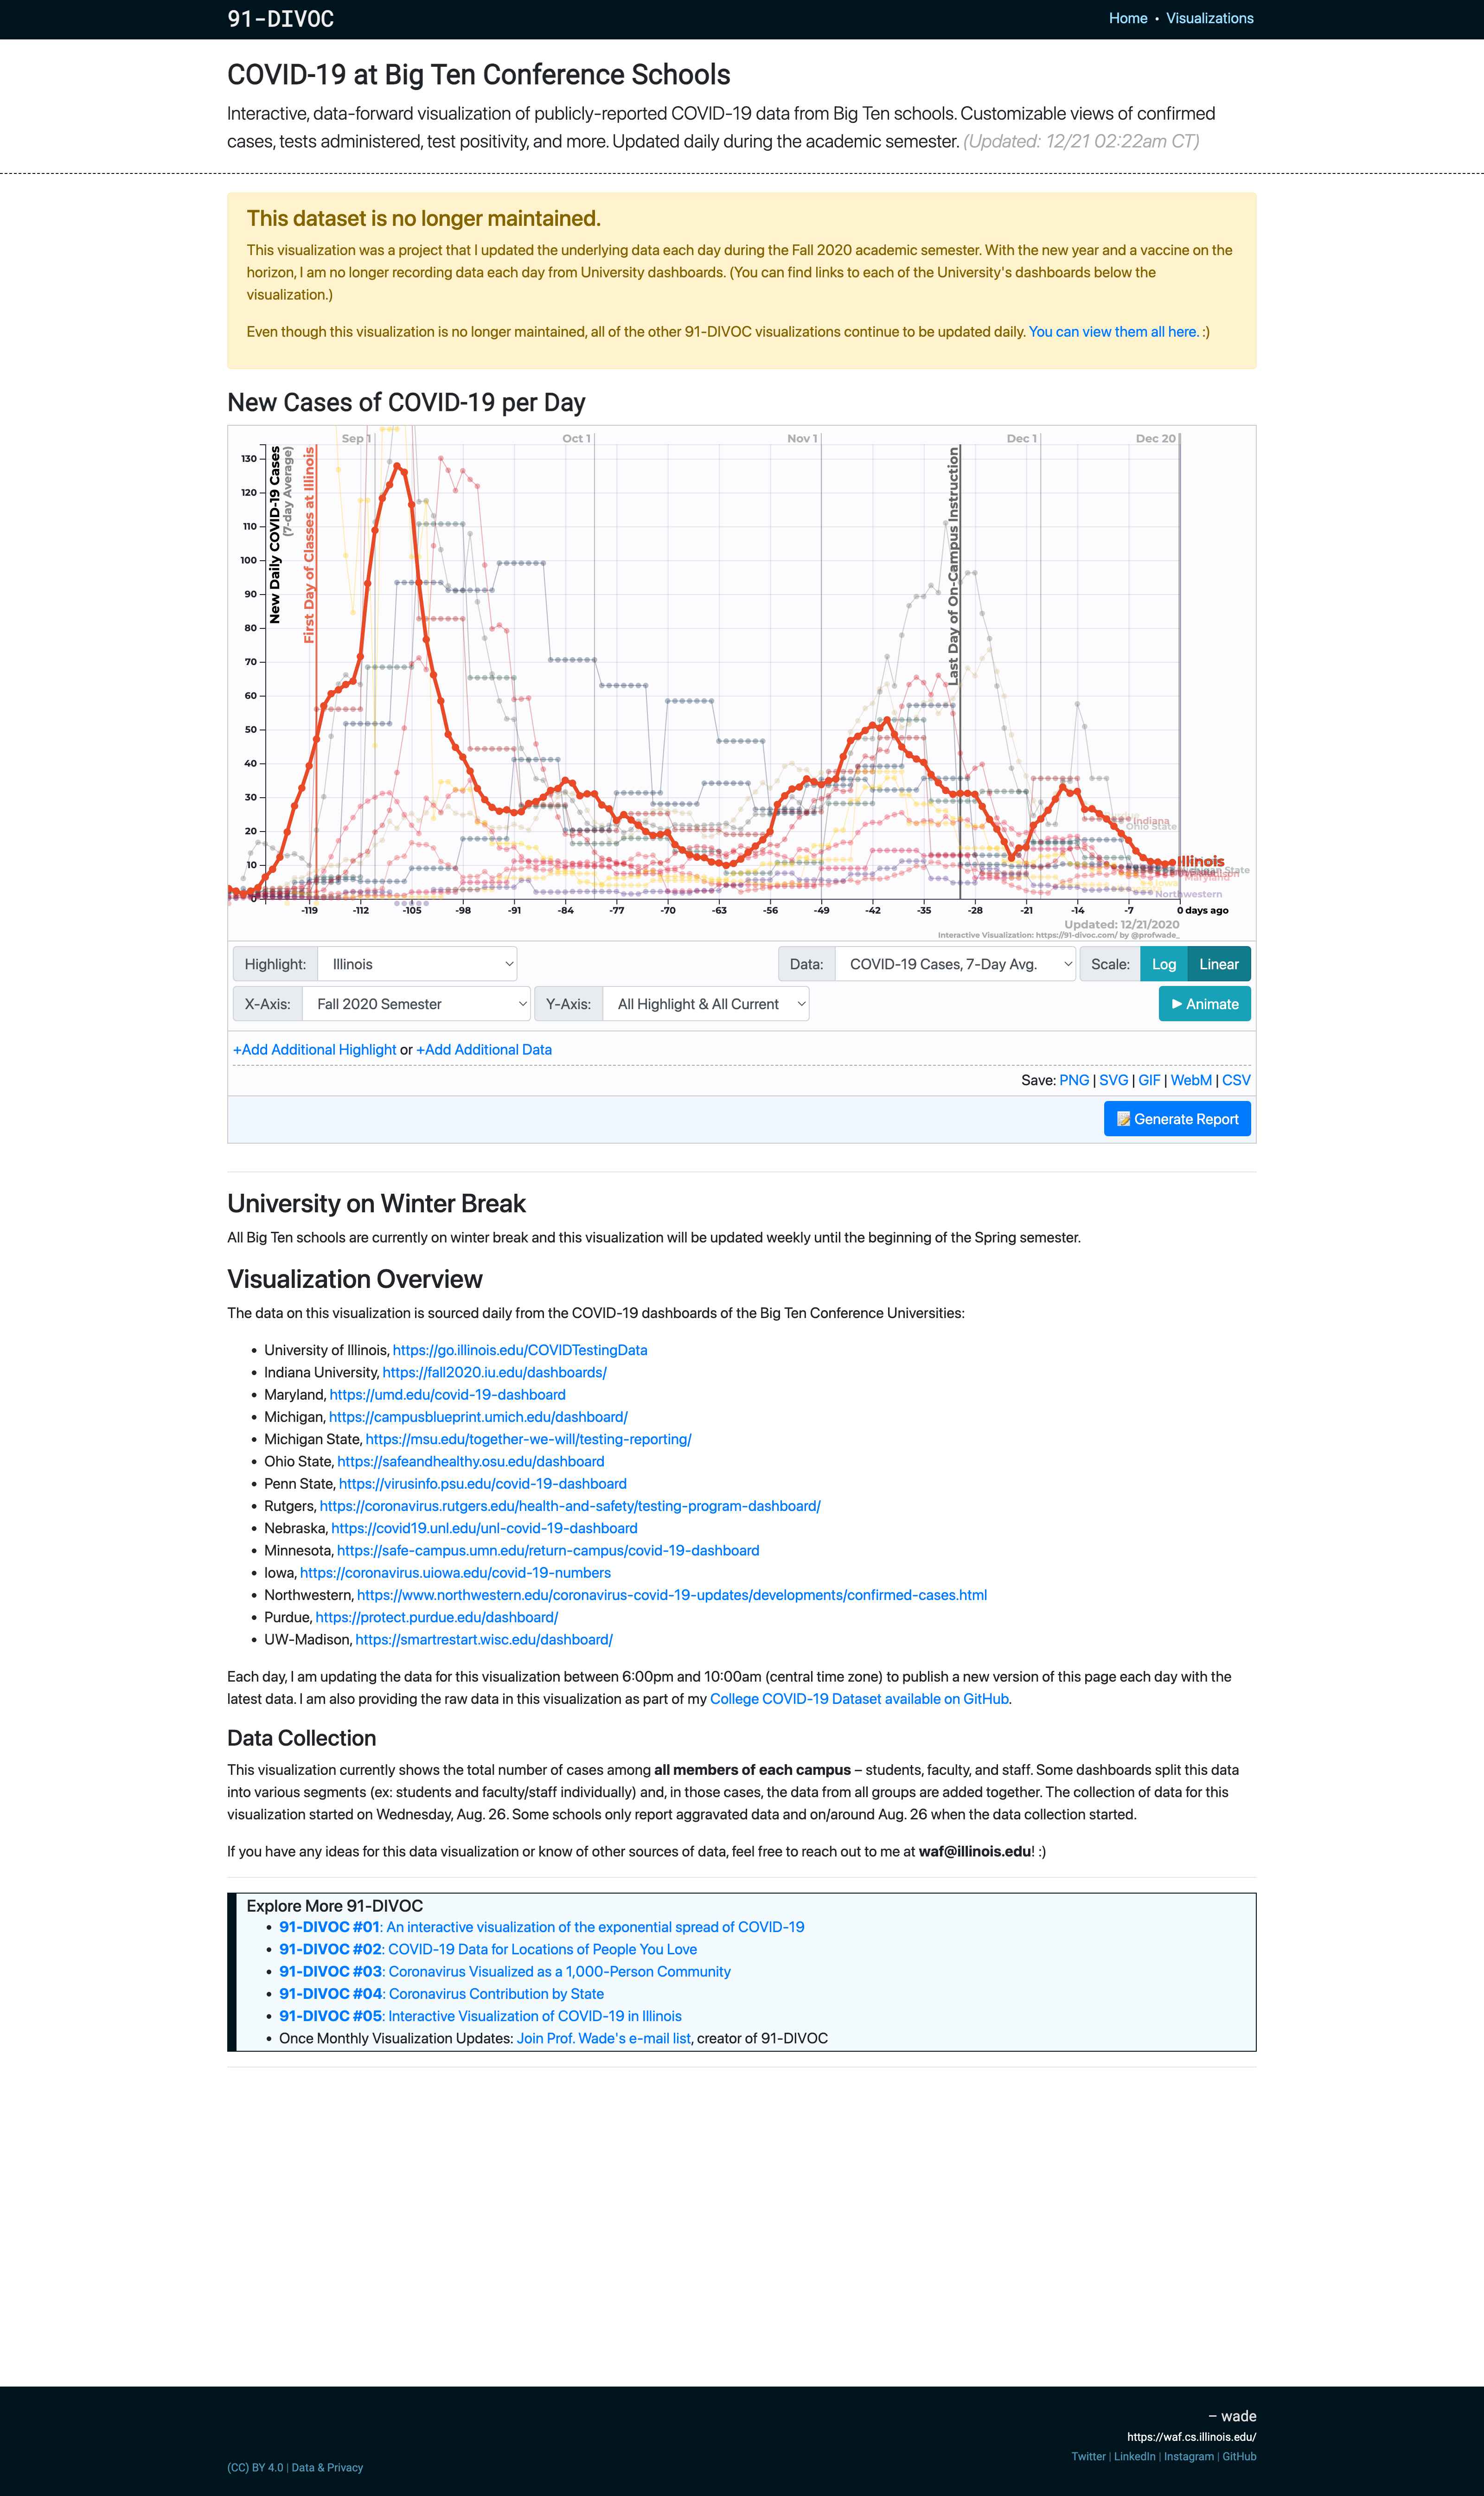 91-DIVOC
Home • Visualizations
COVID-19 at Big Ten Conference Schools
Interactive, data-forward visualization of publicly-reported COVID-19 data from Big Ten schools. Customizable views of confirmed
cases, tests administered, test positivity, and more. Updated daily during the academic semester. (Updated: 12/21 02:22am CT)
This dataset is no longer maintained.
This visualization was a project that I updated the underlying data each day during the Fall 2020 academic semester. With the new year and a vaccine on the
horizon, I am no longer recording data each day from University dashboards. (You can find links to each of the University's dashboards below the
visualization.)
Even though this visualization is no longer maintained, all of the other 91-DIVOC visualizations continue to be updated daily. You can view them all here. :)
New Cases of COVID-19 per Day
Sep 1
Oct 1
Nov 1
Dec 1
Dec 20
130
120
110
100
90
80
70
60
50
40
30
20
10
0
New Daily COVID-19 Cases
(7-day Average)
First Day of Classes at Illinois
Last Day of On-Campus Instruction
Indiana
Ohio State
Illinois
State
Maryland
Iowa
Northwestern
-119
-112
-105
-98
-91
-84
-77
-70
-63
-56
-49
-42
-35
-28
-21
-14
-7
0 days ago
Updated: 12/21/2020
Interactive Visualization: https://91-divoc.com/ by @profwade_
Highlight: Illinois
Data: COVID-19 Cases, 7-Day Avg.
Scale: Log Linear
X-Axis: Fall 2020 Semester
Y-Axis: All Highlight & All Current
▶ Animate
+Add Additional Highlight or +Add Additional Data
Save: PNG | SVG | GIF | WebM | CSV
📝 Generate Report
University on Winter Break
All Big Ten schools are currently on winter break and this visualization will be updated weekly until the beginning of the Spring semester.
Visualization Overview
The data on this visualization is sourced daily from the COVID-19 dashboards of the Big Ten Conference Universities:
• University of Illinois, https://go.illinois.edu/COVIDTestingData
• Indiana University, https://fall2020.iu.edu/dashboards/
• Maryland, https://umd.edu/covid-19-dashboard
• Michigan, https://campusblueprint.umich.edu/dashboard/
• Michigan State, https://msu.edu/together-we-will/testing-reporting/
• Ohio State, https://safeandhealthy.osu.edu/dashboard
• Penn State, https://virusinfo.psu.edu/covid-19-dashboard
• Rutgers, https://coronavirus.rutgers.edu/health-and-safety/testing-program-dashboard/
• Nebraska, https://covid19.unl.edu/unl-covid-19-dashboard
• Minnesota, https://safe-campus.umn.edu/return-campus/covid-19-dashboard
• Iowa, https://coronavirus.uiowa.edu/covid-19-numbers
• Northwestern, https://www.northwestern.edu/coronavirus-covid-19-updates/developments/confirmed-cases.html
• Purdue, https://protect.purdue.edu/dashboard/
• UW-Madison, https://smartrestart.wisc.edu/dashboard/
Each day, I am updating the data for this visualization between 6:00pm and 10:00am (central time zone) to publish a new version of this page each day with the
latest data. I am also providing the raw data in this visualization as part of my College COVID-19 Dataset available on GitHub.
Data Collection
This visualization currently shows the total number of cases among all members of each campus – students, faculty, and staff. Some dashboards split this data
into various segments (ex: students and faculty/staff individually) and, in those cases, the data from all groups are added together. The collection of data for this
visualization started on Wednesday, Aug. 26. Some schools only report aggravated data and on/around Aug. 26 when the data collection started.
If you have any ideas for this data visualization or know of other sources of data, feel free to reach out to me at waf@illinois.edu! :)
Explore More 91-DIVOC
• 91-DIVOC #01: An interactive visualization of the exponential spread of COVID-19
• 91-DIVOC #02: COVID-19 Data for Locations of People You Love
• 91-DIVOC #03: Coronavirus Visualized as a 1,000-Person Community
• 91-DIVOC #04: Coronavirus Contribution by State
• 91-DIVOC #05: Interactive Visualization of COVID-19 in Illinois
• Once Monthly Visualization Updates: Join Prof. Wade's e-mail list, creator of 91-DIVOC
– wade
https://waf.cs.illinois.edu/
Twitter | LinkedIn | Instagram | GitHub
(CC) BY 4.0 | Data & Privacy